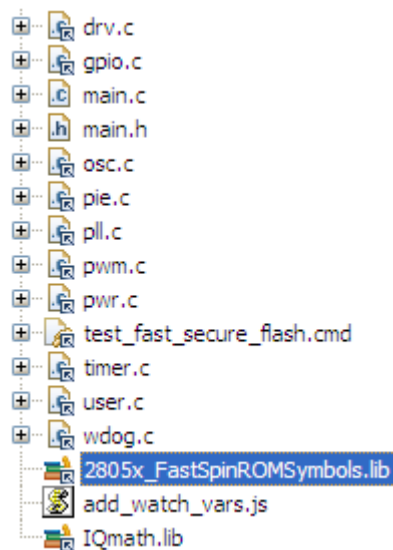 drv.c
gpio.c
main.c
main.h
osc.c
pie.c
pll.c
pwm.c
pwr.c
test_fast_secure_flash.cmd
timer.c
user.c
wdog.c
2805x_FastSpinROMSymbols.lib
add_watch_vars.js
IQmath.lib